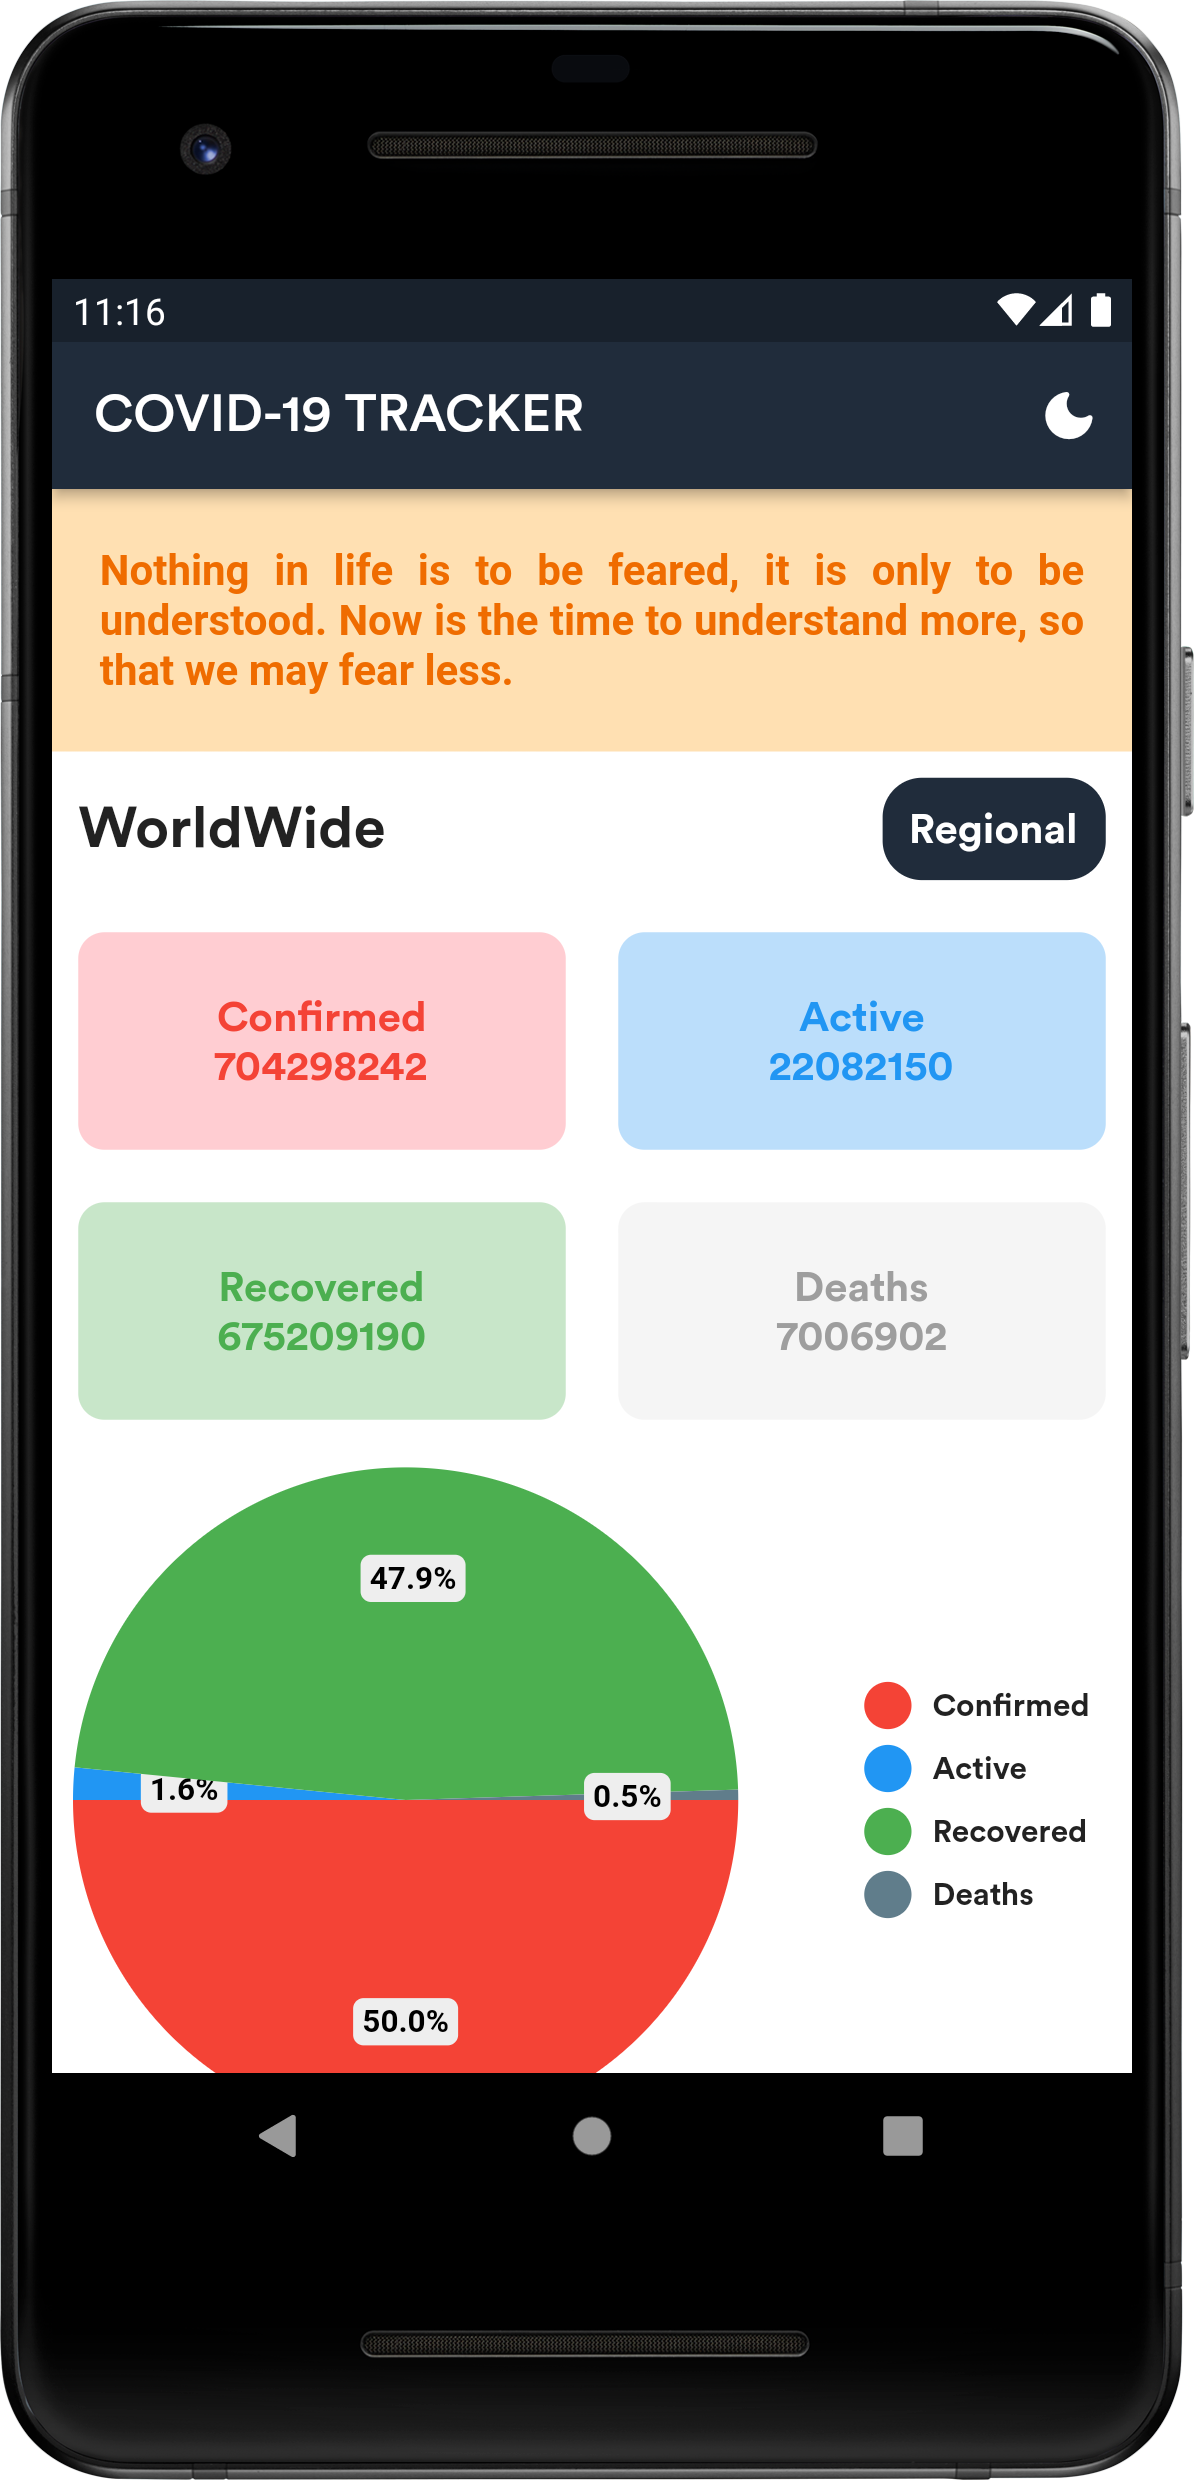 11:16
COVID-19 TRACKER
Nothing in life is to be feared, it is only to be
understood. Now is the time to understand more, so
that we may fear less.
WorldWide
Regional
Confirmed
704298242
Active
22082150
Recovered
675209190
Deaths
7006902
47.9%
1.6%
0.5%
50.0%
Confirmed
Active
Recovered
Deaths